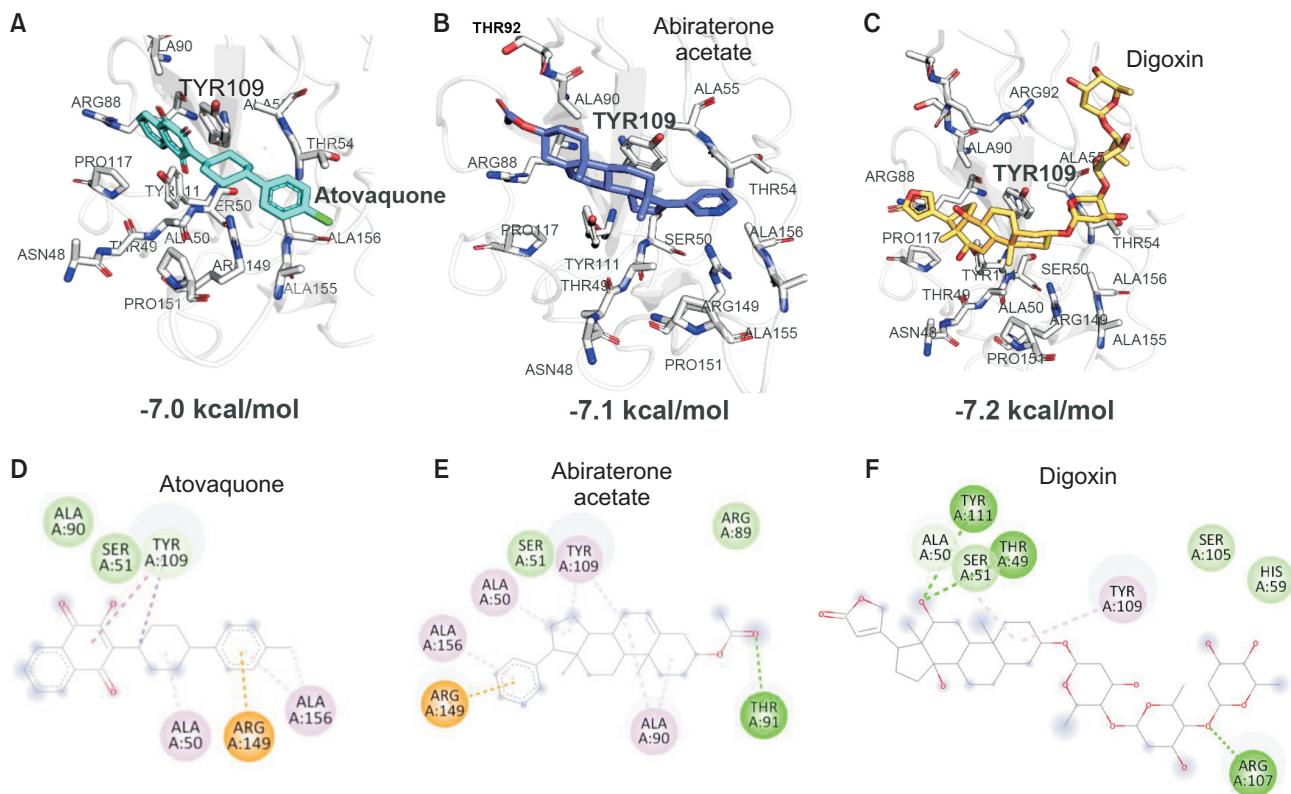 A
ALA90
TYR109
ARG88
THR54
PRO117
Atovaquone
ASN48
THR49
ALA50
ALA156
PRO151
ALA155
-7.0 kcal/mol
B
THR92
Abiraterone
acetate
ALA90
ALA55
TYR109
ARG88
THR54
PRO117
SER50
ALA156
TYR111
THR49
ARG149
ALA155
ASN48
PRO151
-7.1 kcal/mol
C
Digoxin
ARG92
ALA90
ALA55
TYR109
ARG88
PRO117
THR54
SER50
ALA156
THR49
ALA50
ARG149
ASN48
ALA155
PRO151
-7.2 kcal/mol
D
Atovaquone
ALA
A:90
SER
A:51
TYR
A:109
ALA
A:50
ARG
A:149
ALA
A:156
E
Abiraterone
acetate
SER
A:51
TYR
A:109
ARG
A:89
ALA
A:50
ALA
A:156
ARG
A:149
ALA
A:90
THR
A:91
F
Digoxin
TYR
A:111
ALA
A:50
SER
A:51
THR
A:49
SER
A:105
HIS
A:59
TYR
A:109
ARG
A:107